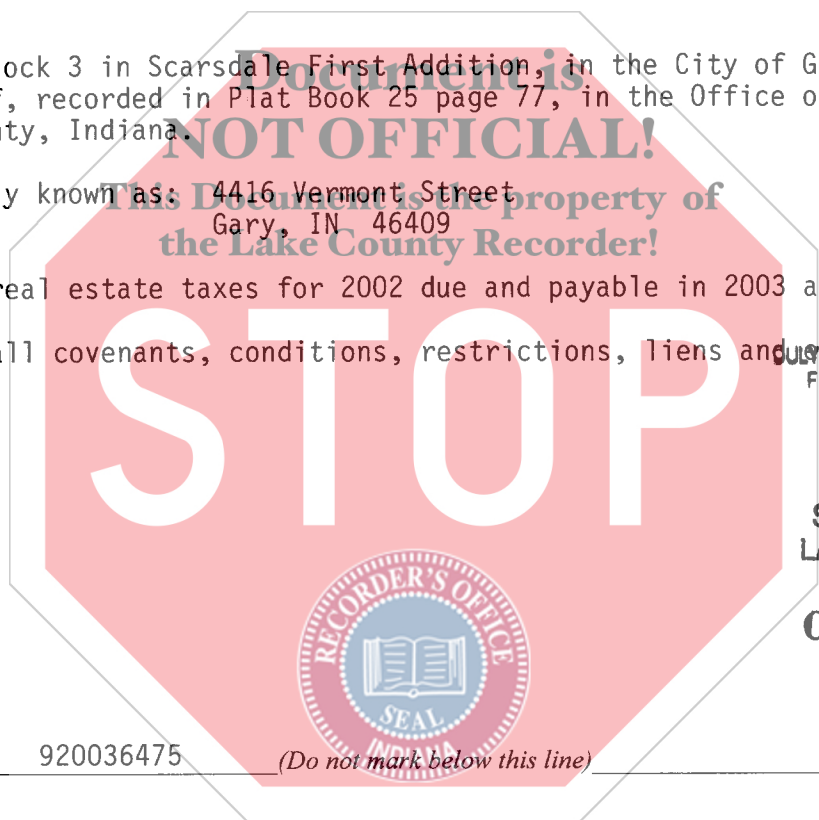 Document is
ock 3 in Scarsdale First Addition, in the City of G
, recorded in Plat Book 25 page 77, in the Office o
nty, Indiana.
NOT OFFICIAL!
y known as: 4416 Vermont Street
This Document is the property of
Gary, IN 46409
the Lake County Recorder!
real estate taxes for 2002 due and payable in 2003 a
all covenants, conditions, restrictions, liens and
STOP
RECORDER'S OFFICE
SEAL
INDIANA
920036475 (Do not mark below this line)